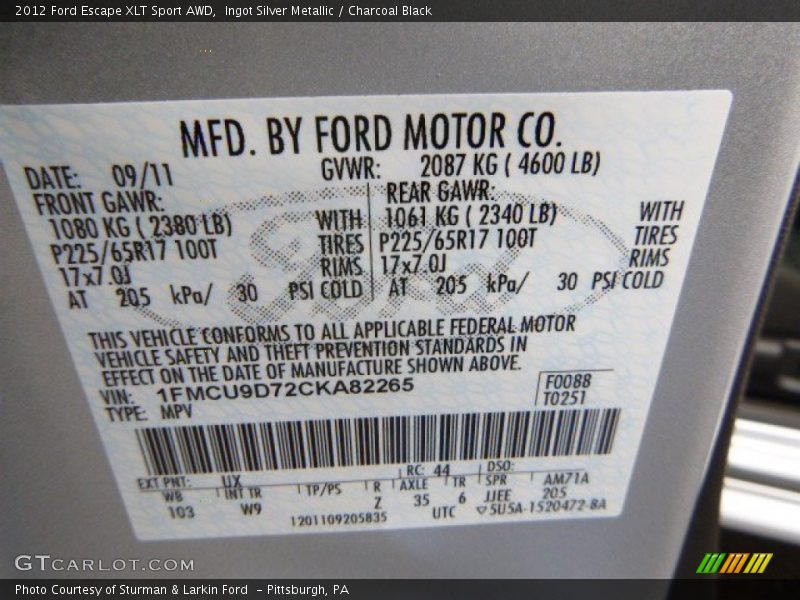 2012 Ford Escape XLT Sport AWD,  Ingot Silver Metallic / Charcoal Black
MFD. BY FORD MOTOR CO.
DATE: 09/11 GVWR: 2087 KG ( 4600 LB)
FRONT GAWR: REAR GAWR:
1080 KG ( 2380 LB) WITH 1061 KG ( 2340 LB) WITH
P225/65R17 100T TIRES P225/65R17 100T TIRES
17x7.0J RIMS 17x7.0J RIMS
AT 205 kPa/ 30 PSI COLD AT 205 kPa/ 30 PSI COLD
Ford
THIS VEHICLE CONFORMS TO ALL APPLICABLE FEDERAL MOTOR
VEHICLE SAFETY AND THEFT PREVENTION STANDARDS IN
EFFECT ON THE DATE OF MANUFACTURE SHOWN ABOVE.
VIN: 1FMCU9D72CKA82265 F0088
TYPE: MPV T0251
EXT PNT: UX RC: 44 DSO:
WB INT TR TP/PS R AXLE TR SPR AM71A
103 W9 Z 35 6 JJEE 205
1201109205835 UTC ▽5U5A-1520472-BA
GTCARLOT.COM
Photo Courtesy of Sturman & Larkin Ford  - Pittsburgh, PA